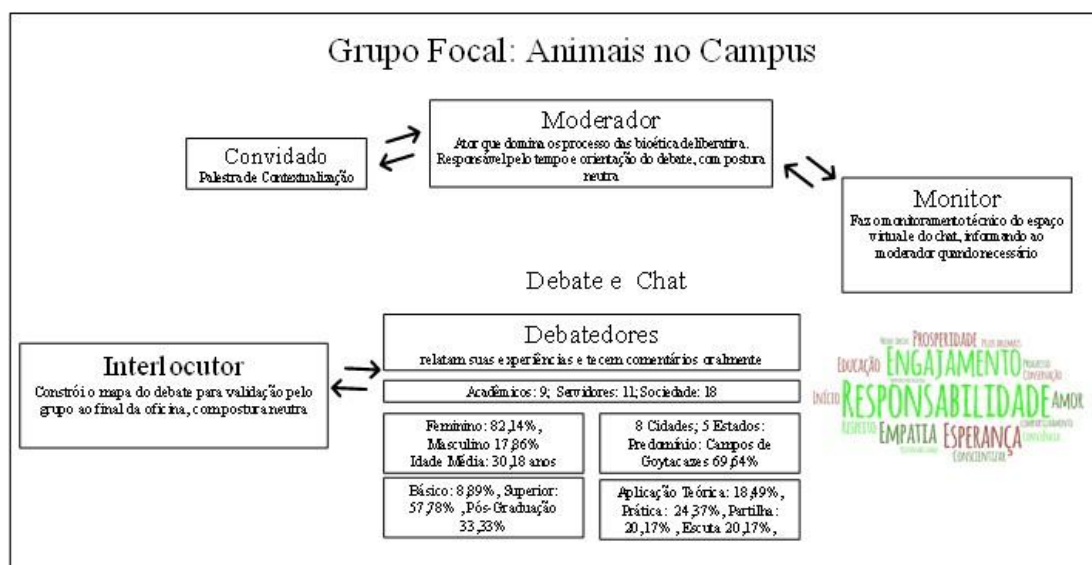 Grupo Focal: Animais no Campus
Moderador
Ator que domina os processo das bioética deliberativa.
Responsável pelo tempo e orientação do debate, com postura
neutra
Convidado
Palestra de Contextualização
Monitor
Faz o monitoramento técnico do espaço
virtual e do chat, informando ao
moderador quando necessário
Debate e Chat
Debatedores
relatam suas experiências e tecem comentários oralmente
Interlocutor
Constrói o mapa do debate para validação pelo
grupo ao final da oficina, com postura neutra
Acadêmicos: 9; Servidores: 11; Sociedade: 18
Feminino: 82,14%,
Masculino 17,86%
Idade Média: 30,18 anos
8 Cidades; 5 Estados:
Predomínio: Campos de
Goytacazes 69,64%
Básico: 8,89%, Superior:
57,78% ,Pós-Graduação
33,33%
Aplicação Teórica: 18,49%,
Prática: 24,37%, Partilha:
20,17% , Escuta 20,17%,
PROSPERIDADE
EDUCAÇÃO ENGAJAMENTO PROGRESSO
CONSERVAÇÃO
INÍCIO RESPONSABILIDADE AMOR
RESPEITO EMPATIA ESPERANÇA COMPARTILHAMENTO
CONSCIÊNCIA
CONSCIENTIZAR